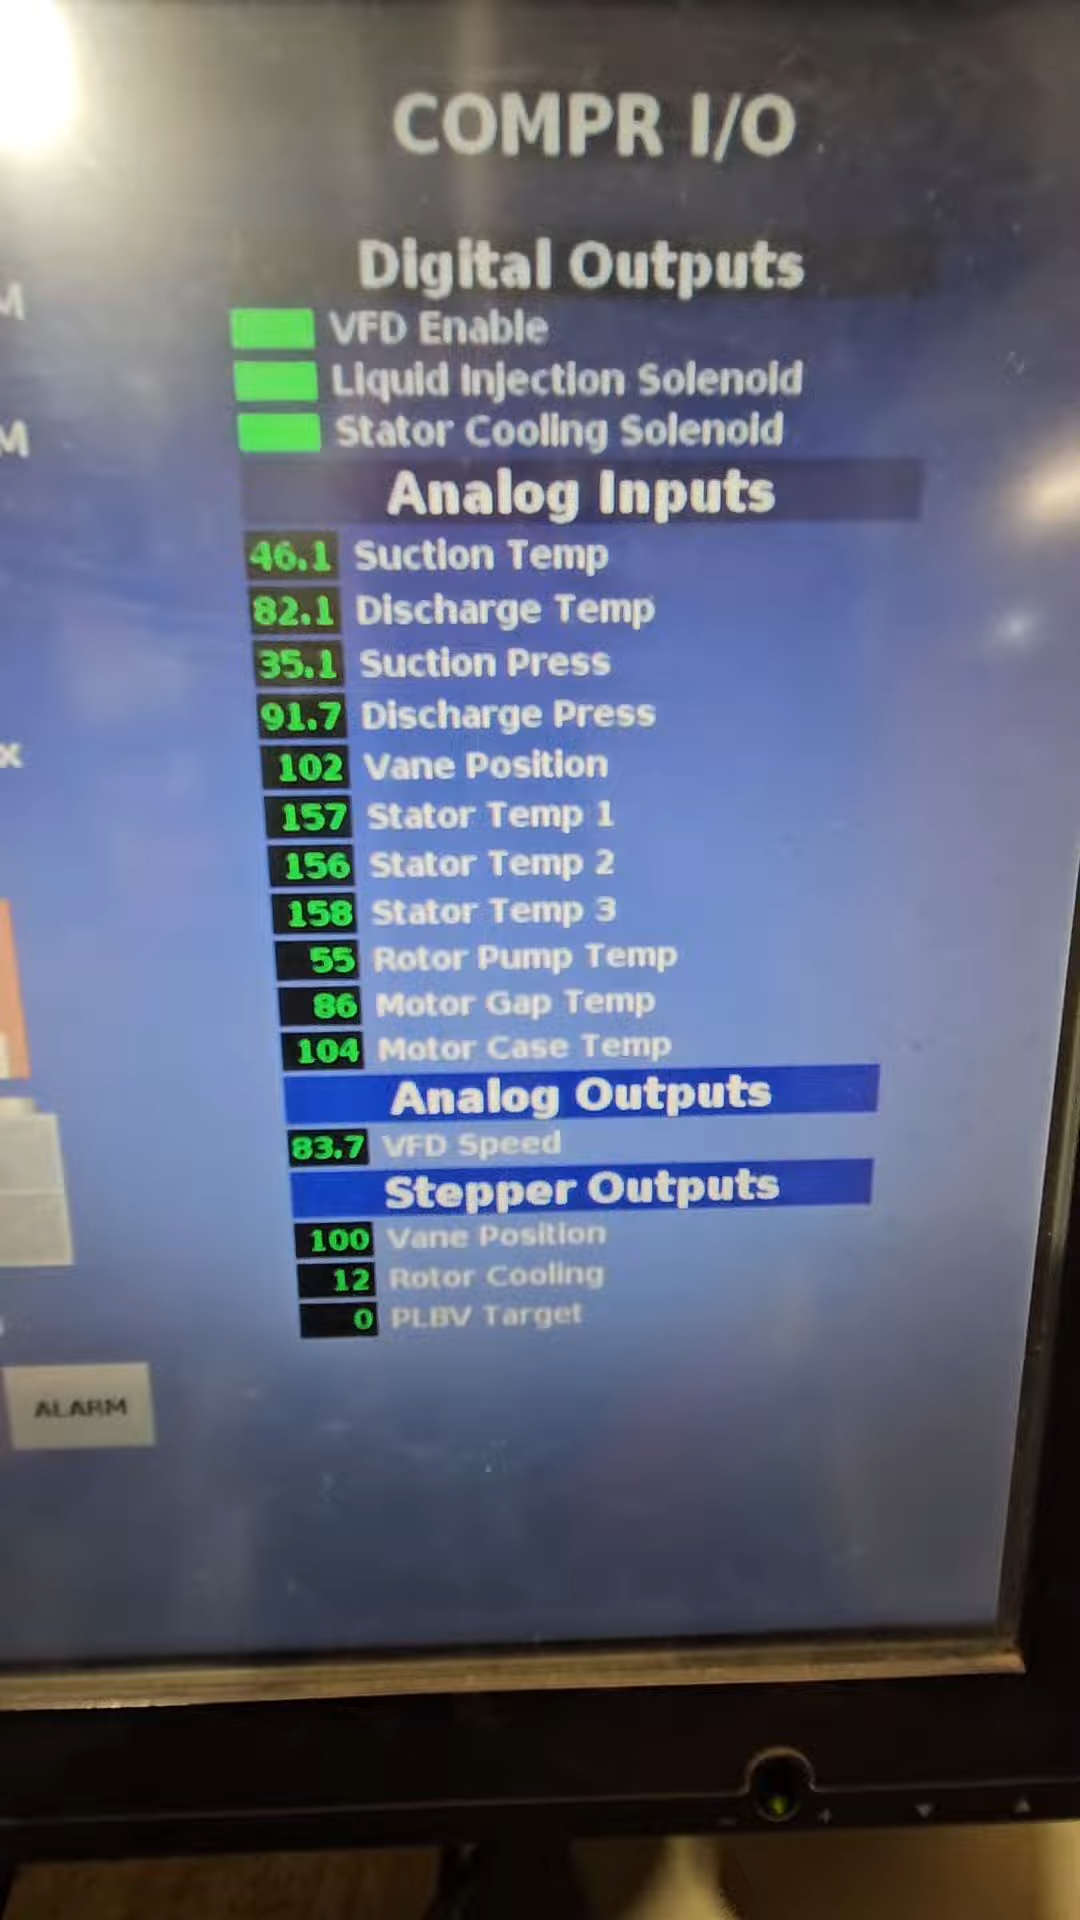 COMPR I/O
Digital Outputs
VFD Enable
Liquid Injection Solenoid
Stator Cooling Solenoid
Analog Inputs
46.1 Suction Temp
82.1 Discharge Temp
35.1 Suction Press
91.7 Discharge Press
102 Vane Position
157 Stator Temp 1
156 Stator Temp 2
158 Stator Temp 3
55 Rotor Pump Temp
86 Motor Gap Temp
104 Motor Case Temp
Analog Outputs
83.7 VFD Speed
Stepper Outputs
100 Vane Position
12 Rotor Cooling
0 PLBV Target
M
M
x
ALARM